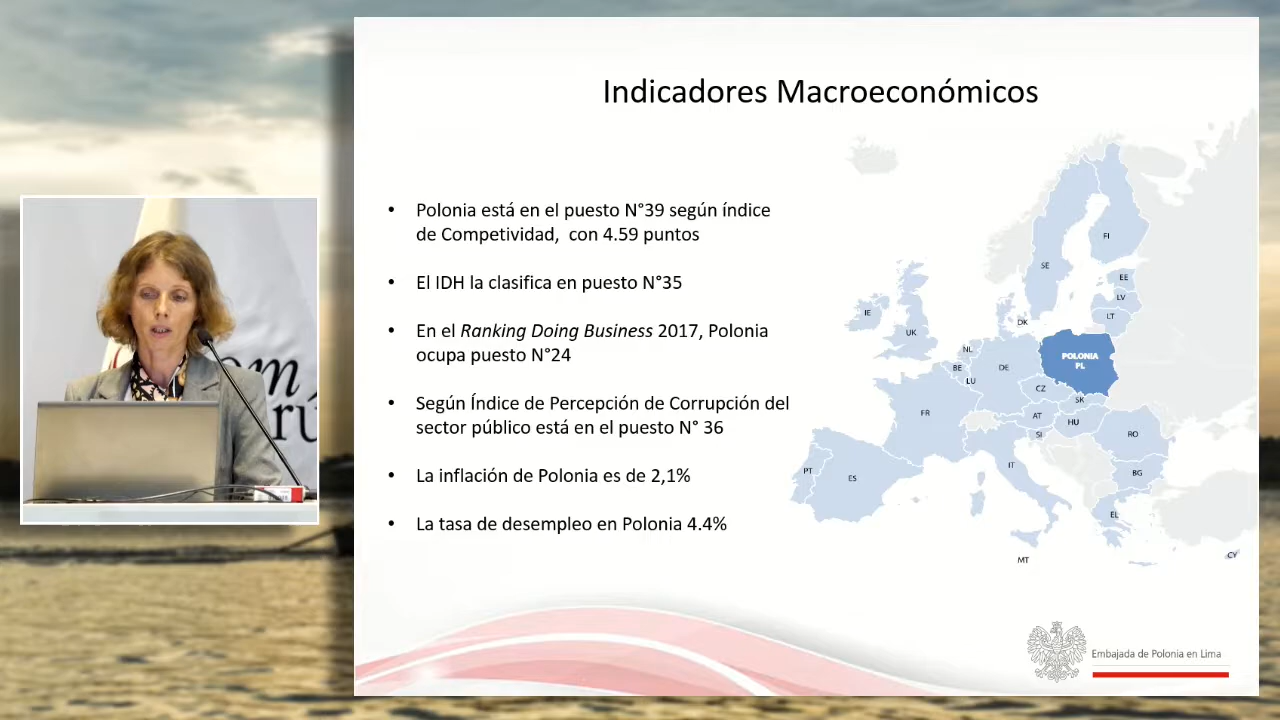 Indicadores Macroeconómicos
• Polonia está en el puesto N°39 según índice
de Competividad, con 4.59 puntos
• El IDH la clasifica en puesto N°35
• En el Ranking Doing Business 2017, Polonia
ocupa puesto N°24
• Según Índice de Percepción de Corrupción del
sector público está en el puesto N° 36
• La inflación de Polonia es de 2,1%
• La tasa de desempleo en Polonia 4.4%
FI
SE
EE
LV
LT
DK
IE
UK
NL
BE
LU
DE
POLONIA
PL
CZ
SK
FR
AT
HU
SI
RO
IT
BG
PT
ES
EL
MT
CY
Embajada de Polonia en Lima